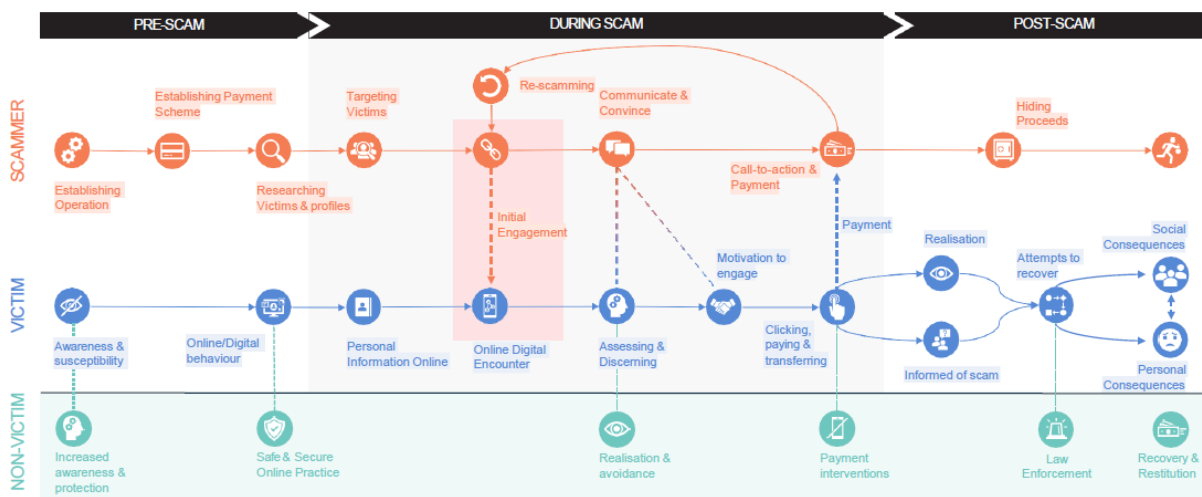 PRE-SCAM
DURING SCAM
POST-SCAM
SCAMMER
Establishing Payment
Scheme
Targeting
Victims
Re-scamming
Communicate &
Convince
Hiding
Proceeds
Establishing
Operation
Researching
Victims & profiles
Call-to-action &
Payment
Initial
Engagement
Payment
VICTIM
Motivation to
engage
Realisation
Attempts to
recover
Social
Consequences
Awareness &
susceptibility
Online/Digital
behaviour
Personal
Information Online
Online Digital
Encounter
Assessing &
Discerning
Clicking,
paying &
transferring
Informed of scam
Personal
Consequences
NON-VICTIM
Increased
awareness &
protection
Safe & Secure
Online Practice
Realisation &
avoidance
Payment
interventions
Law
Enforcement
Recovery &
Restitution